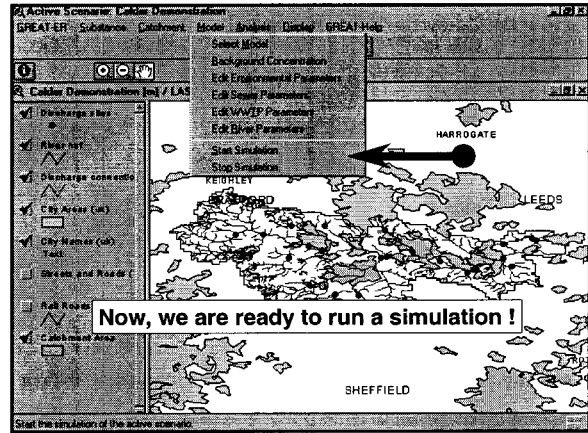 Active Scenario: Calder Demonstration
GREAT-ER Substance Catchment Model Analysis Display GREAT-Help
Select Model
Background Concentration
Edit Environmental Parameters
Edit Sewer Parameters
Edit WWTP Parameters
Edit River Parameters
Start Simulation
Stop Simulation
Calder Demonstration [m] / LAS
Discharge sites
River net
Discharge connectio
City Areas (uk)
City Names (uk)
Text
Streets and Roads (
Rail Roads
Catchment Area
HARROGATE
KEIGHLEY
BRADFORD
LEEDS
Now, we are ready to run a simulation !
SHEFFIELD
Start the simulation of the active scenario.